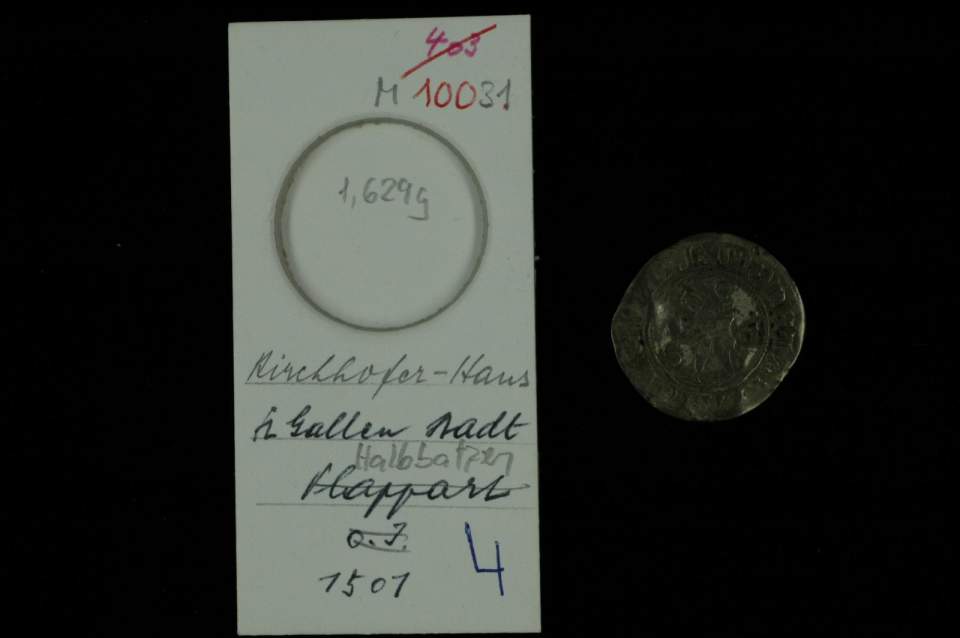 403
M 10031
1,629g
Kirchhofer-Haus
St Gallen Stadt
Halbbatzen
Plappart
o.J.
1501
4